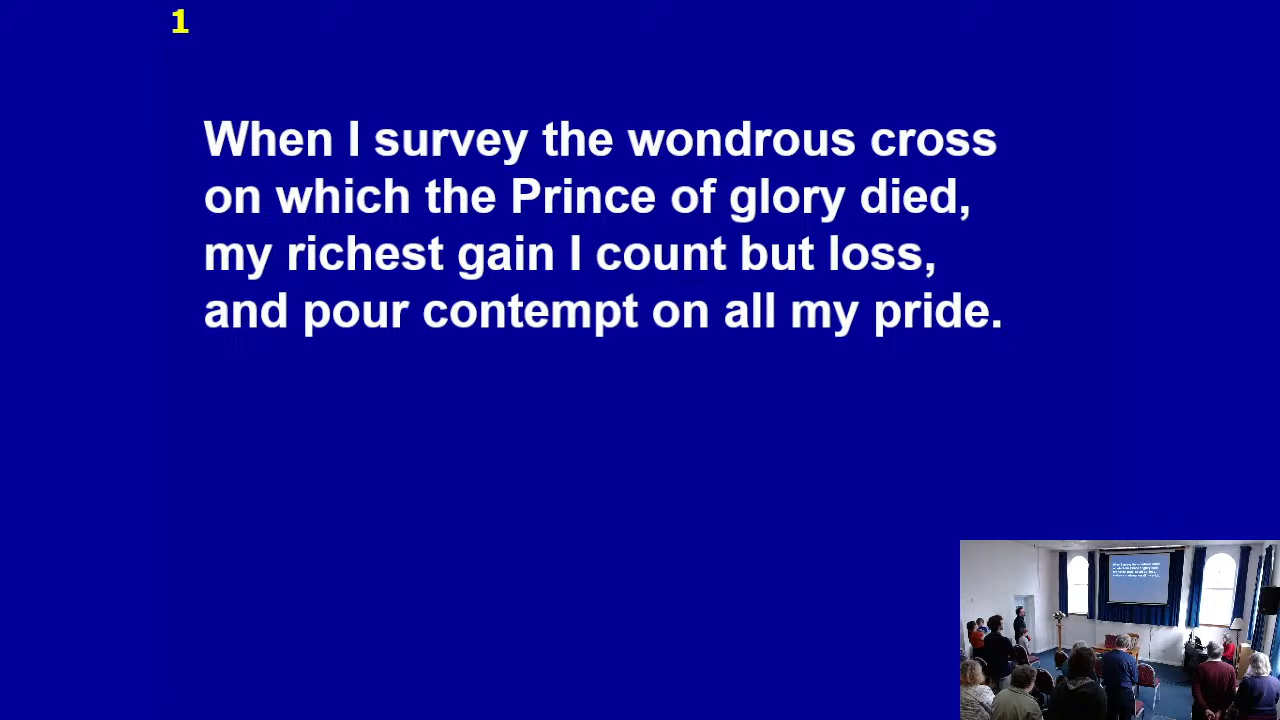 1
When I survey the wondrous cross
on which the Prince of glory died,
my richest gain I count but loss,
and pour contempt on all my pride.